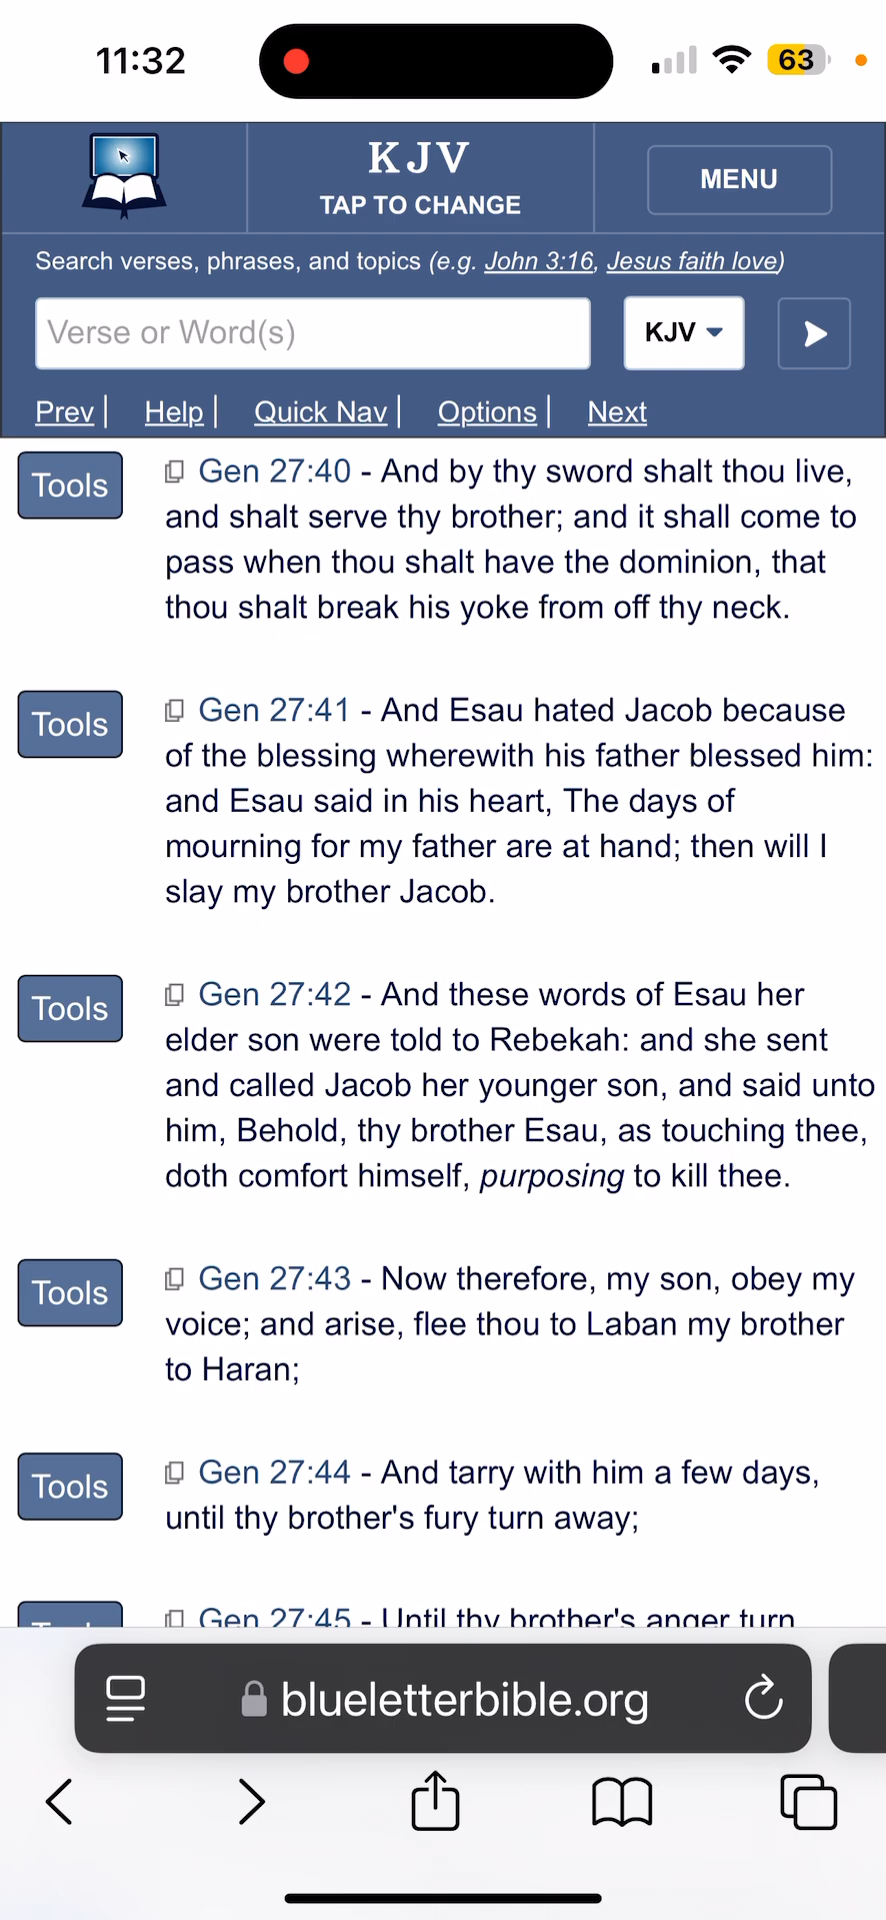 11:32
63
KJV
TAP TO CHANGE
MENU
Search verses, phrases, and topics (e.g. John 3:16, Jesus faith love)
Verse or Word(s)
KJV
Prev | Help | Quick Nav | Options | Next
Tools
Gen 27:40 - And by thy sword shalt thou live,
and shalt serve thy brother; and it shall come to
pass when thou shalt have the dominion, that
thou shalt break his yoke from off thy neck.
Tools
Gen 27:41 - And Esau hated Jacob because
of the blessing wherewith his father blessed him:
and Esau said in his heart, The days of
mourning for my father are at hand; then will I
slay my brother Jacob.
Tools
Gen 27:42 - And these words of Esau her
elder son were told to Rebekah: and she sent
and called Jacob her younger son, and said unto
him, Behold, thy brother Esau, as touching thee,
doth comfort himself, purposing to kill thee.
Tools
Gen 27:43 - Now therefore, my son, obey my
voice; and arise, flee thou to Laban my brother
to Haran;
Tools
Gen 27:44 - And tarry with him a few days,
until thy brother's fury turn away;
Tools
Gen 27:45 - Until thy brother's anger turn
blueletterbible.org